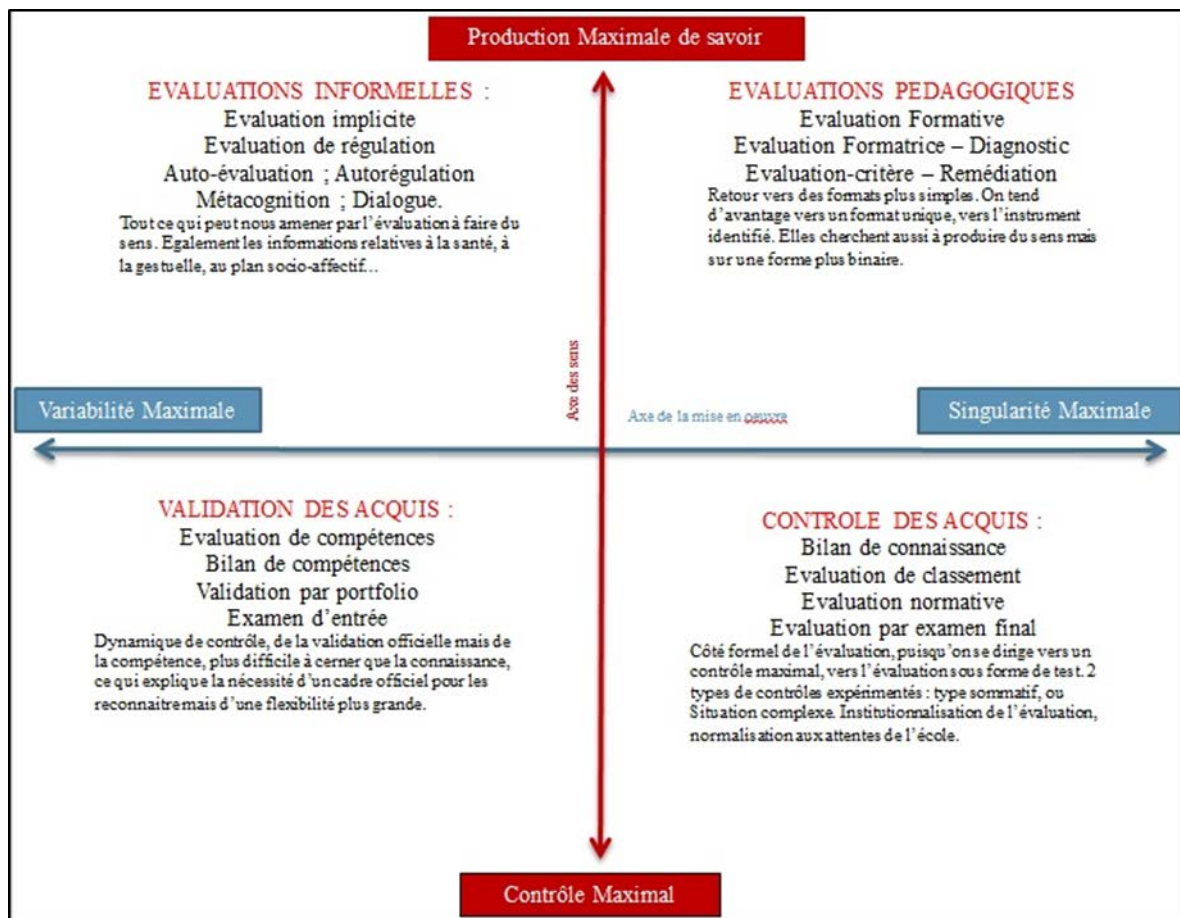 Production Maximale de savoir
EVALUATIONS INFORMELLES :
Evaluation implicite
Evaluation de régulation
Auto-évaluation ; Autorégulation
Métacognition ; Dialogue.
Tout ce qui peut nous amener par l'évaluation à faire du
sens. Egalement les informations relatives à la santé, à
la gestuelle, au plan socio-affectif...
EVALUATIONS PEDAGOGIQUES
Evaluation Formative
Evaluation Formatrice – Diagnostic
Evaluation-critère – Remédiation
Retour vers des formats plus simples. On tend
d'avantage vers un format unique, vers l'instrument
identifié. Elles cherchent aussi à produire du sens mais
sur une forme plus binaire.
Axe des sens
Variabilité Maximale
Axe de la mise en oeuvre
Singularité Maximale
VALIDATION DES ACQUIS :
Evaluation de compétences
Bilan de compétences
Validation par portfolio
Examen d'entrée
Dynamique de contrôle, de la validation officielle mais de
la compétence, plus difficile à cerner que la connaissance,
ce qui explique la nécessité d'un cadre officiel pour les
reconnaitre mais d'une flexibilité plus grande.
CONTROLE DES ACQUIS :
Bilan de connaissance
Evaluation de classement
Evaluation normative
Evaluation par examen final
Côté formel de l'évaluation, puisqu'on se dirige vers un
contrôle maximal, vers l'évaluation sous forme de test. 2
types de contrôles expérimentés : type sommatif, ou
Situation complexe. Institutionnalisation de l'évaluation,
normalisation aux attentes de l'école.
Contrôle Maximal